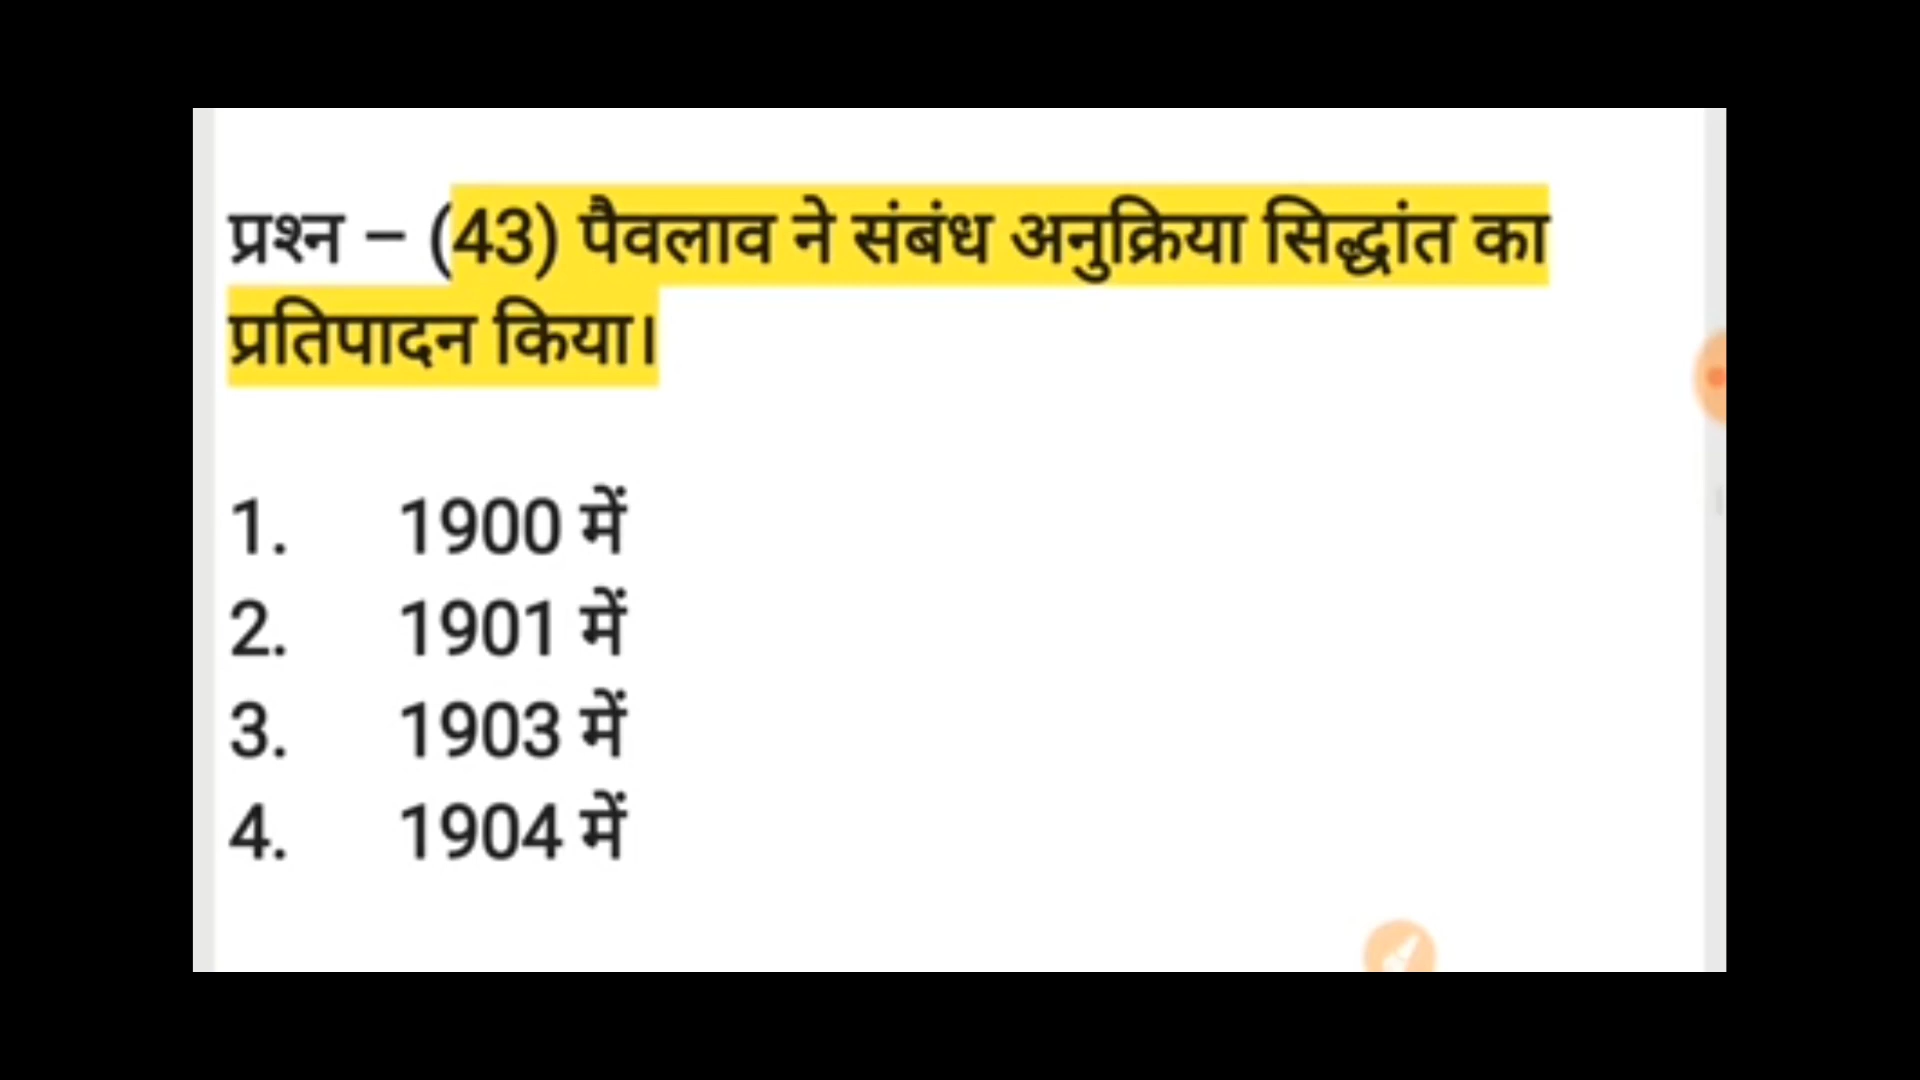 प्रश्न – (43) पैवलाव ने संबंध अनुक्रिया सिद्धांत का
प्रतिपादन किया।
1. 1900 में
2. 1901 में
3. 1903 में
4. 1904 में